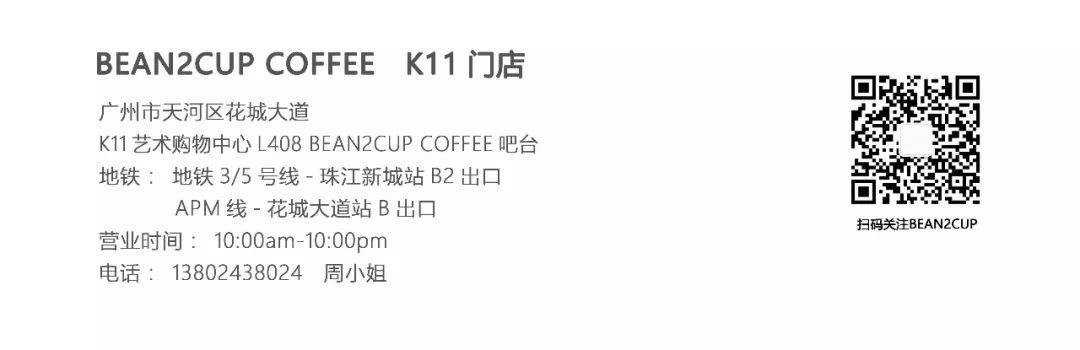 BEAN2CUP COFFEE K11 门店
广州市天河区花城大道
K11 艺术购物中心 L408 BEAN2CUP COFFEE 吧台
地铁： 地铁 3/5 号线 - 珠江新城站 B2 出口
APM 线 - 花城大道站 B 出口
营业时间： 10:00am-10:00pm
电话： 13802438024 周小姐
扫码关注BEAN2CUP